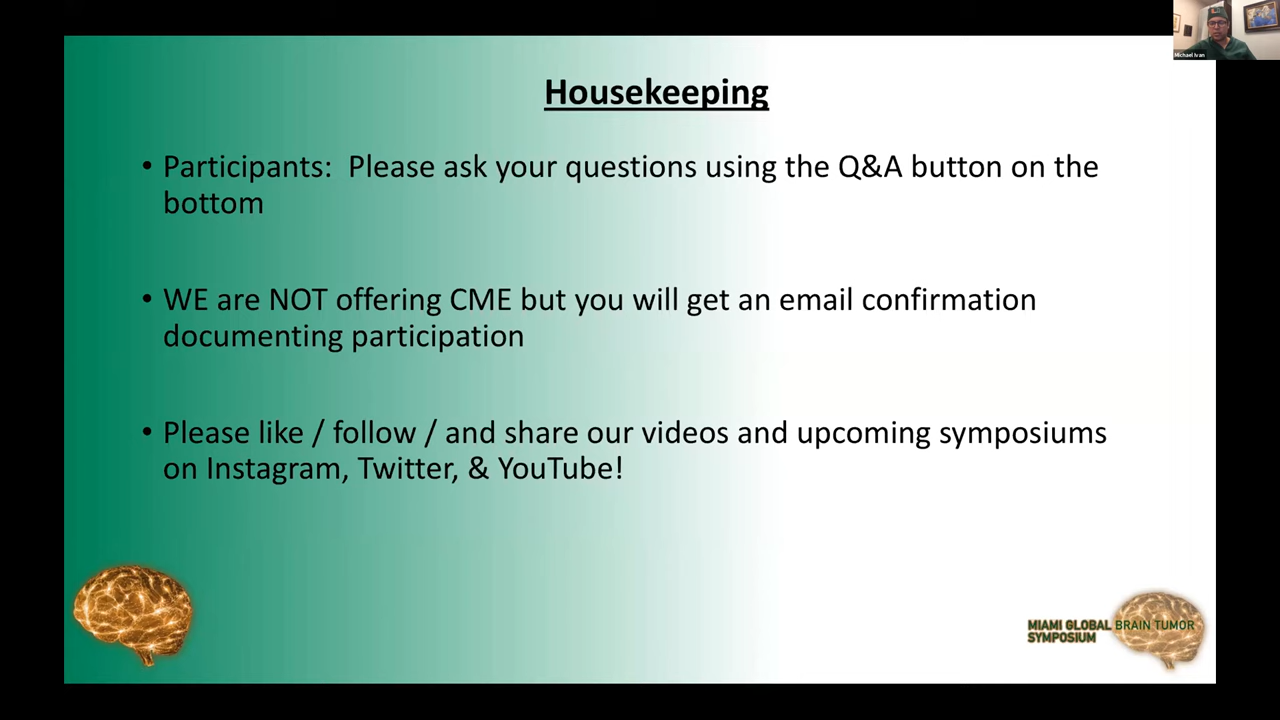 Michael Ivan
Housekeeping
• Participants:  Please ask your questions using the Q&A button on the
bottom
• WE are NOT offering CME but you will get an email confirmation
documenting participation
• Please like / follow / and share our videos and upcoming symposiums
on Instagram, Twitter, & YouTube!
MIAMI GLOBAL BRAIN TUMOR
SYMPOSIUM